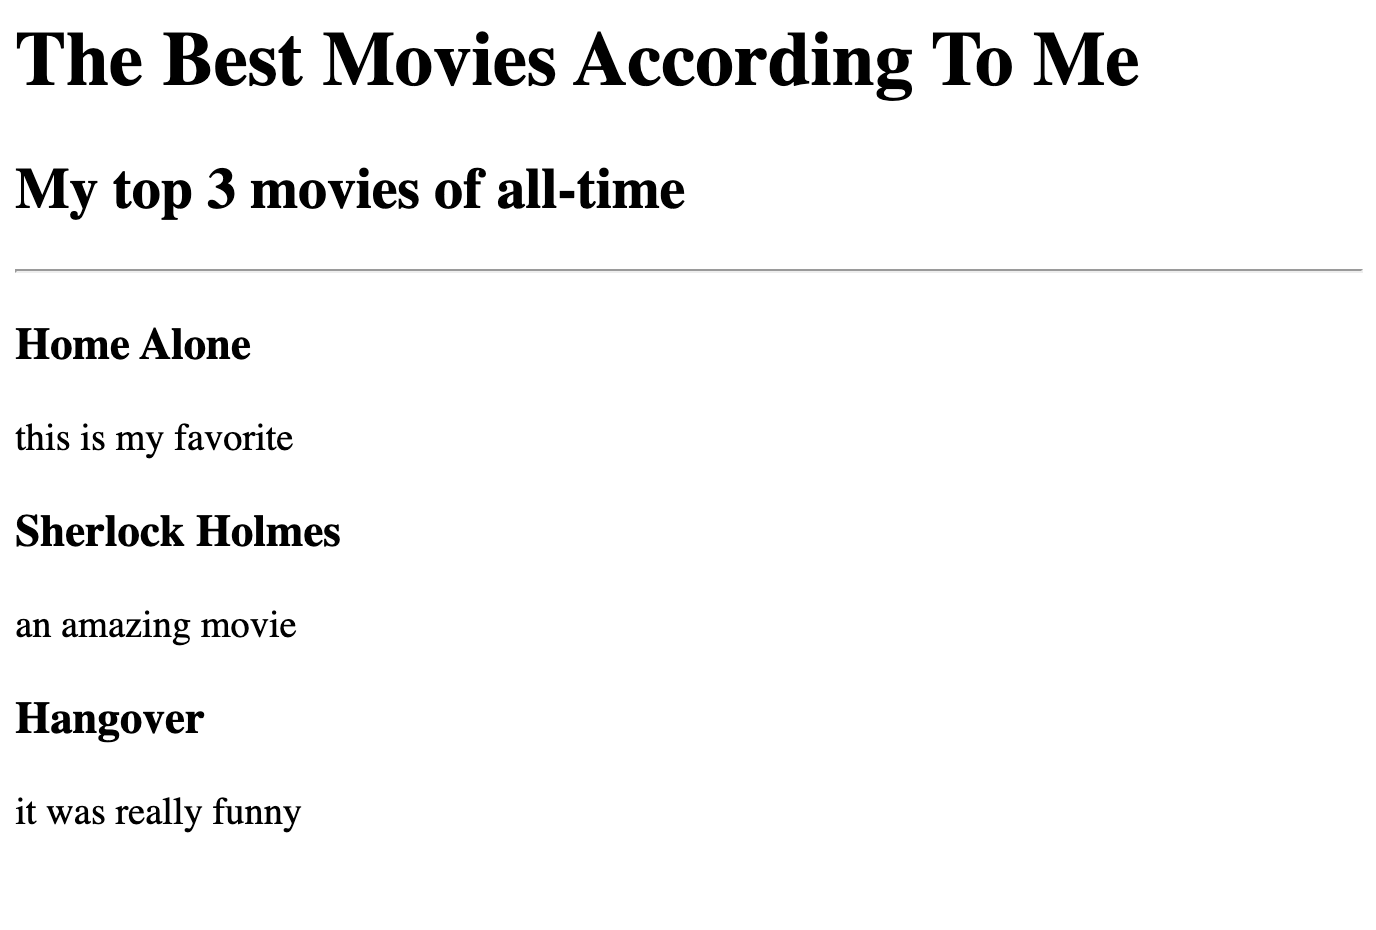 The Best Movies According To Me
My top 3 movies of all-time
Home Alone
this is my favorite
Sherlock Holmes
an amazing movie
Hangover
it was really funny